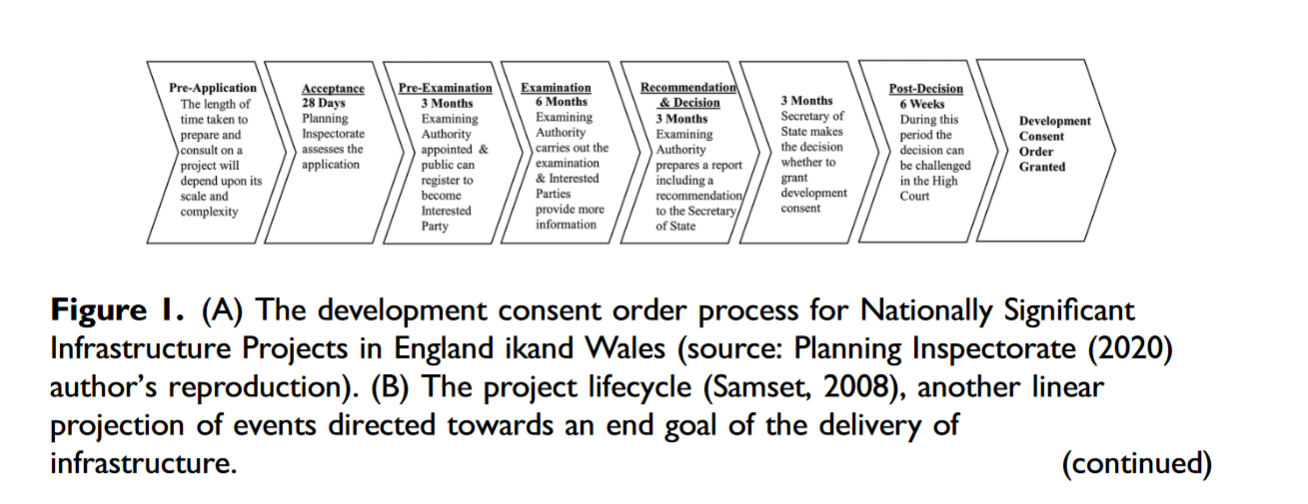 Pre-Application
The length of
time taken to
prepare and
consult on a
project will
depend upon its
scale and
complexity
Acceptance
28 Days
Planning
Inspectorate
assesses the
application
Pre-Examination
3 Months
Examining
Authority
appointed &
public can
register to
become
Interested
Party
Examination
6 Months
Examining
Authority
carries out the
examination
& Interested
Parties
provide more
information
Recommendation
& Decision
3 Months
Examining
Authority
prepares a report
including a
recommendation
to the Secretary
of State
3 Months
Secretary of
State makes
the decision
whether to
grant
development
consent
Post-Decision
6 Weeks
During this
period the
decision can
be challenged
in the High
Court
Development
Consent
Order
Granted
Figure 1. (A) The development consent order process for Nationally Significant
Infrastructure Projects in England ikand Wales (source: Planning Inspectorate (2020)
author’s reproduction). (B) The project lifecycle (Samset, 2008), another linear
projection of events directed towards an end goal of the delivery of
infrastructure. (continued)